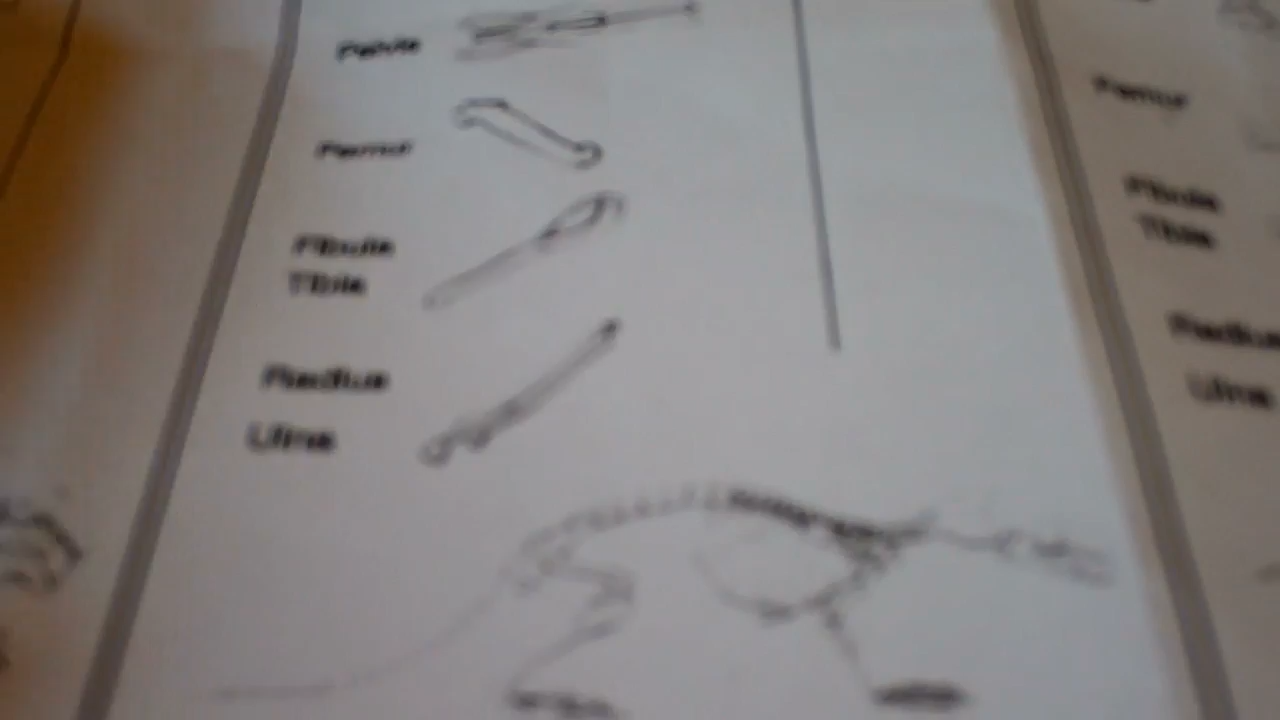 Pelvis
Femur
Fibula
Tibia
Radius
Ulna
Femur
Fibula
Tibia
Radius
Ulna